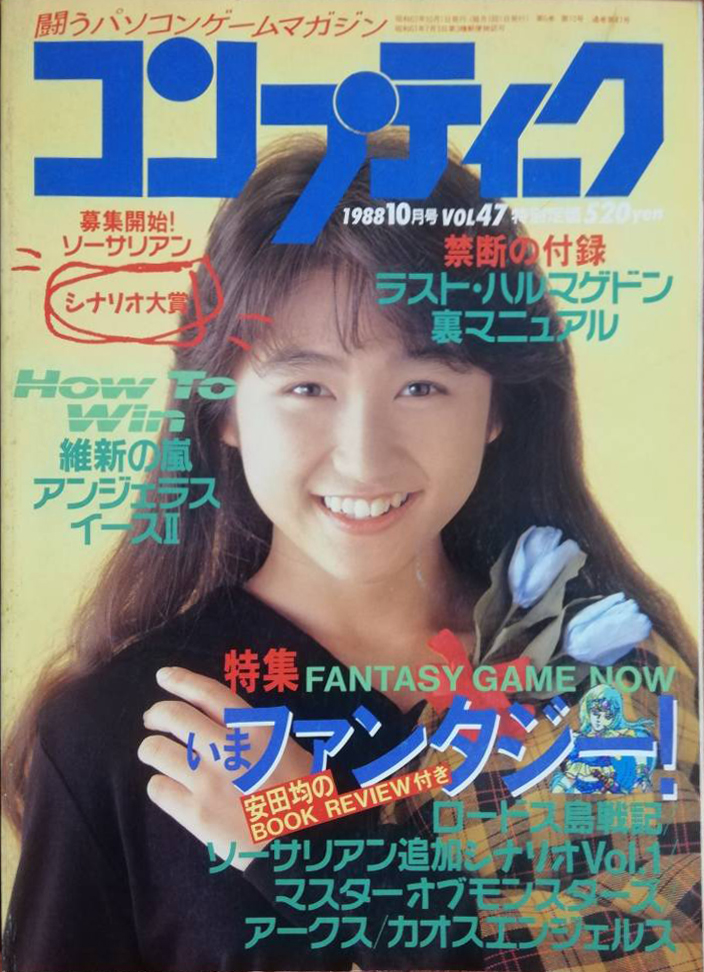 闘うパソコンゲームマガジン
コンプティーク
1988 10月号 VOL47 特別定価520yen
募集開始!
ソーサリアン
シナリオ大賞
禁断の付録
ラスト・ハルマゲドン
裏マニュアル
How To
Win
維新の嵐
アンジェラス
イースII
特集 FANTASY GAME NOW
いまファンタジー!
安田均の
BOOK REVIEW付き
ロードス島戦記/
ソーサリアン追加シナリオVol.1/
マスターオブモンスターズ/
アークス/カオスエンジェルス